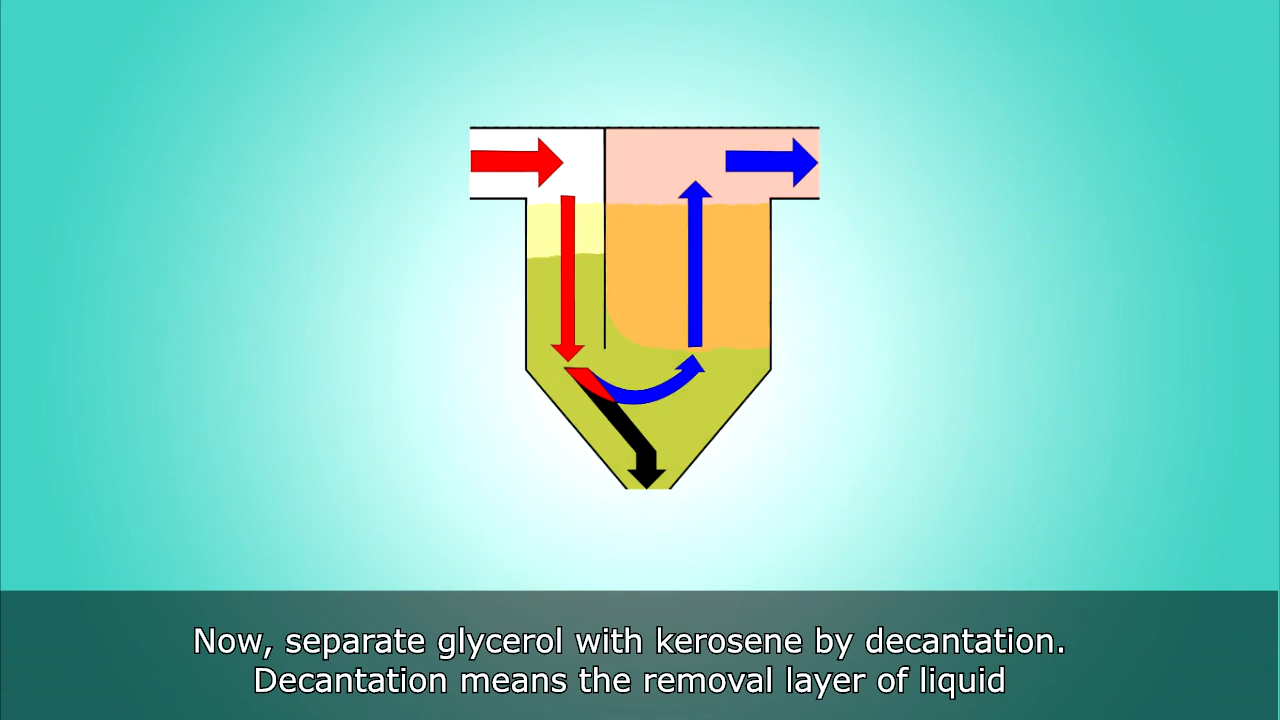 Now, separate glycerol with kerosene by decantation.
Decantation means the removal layer of liquid